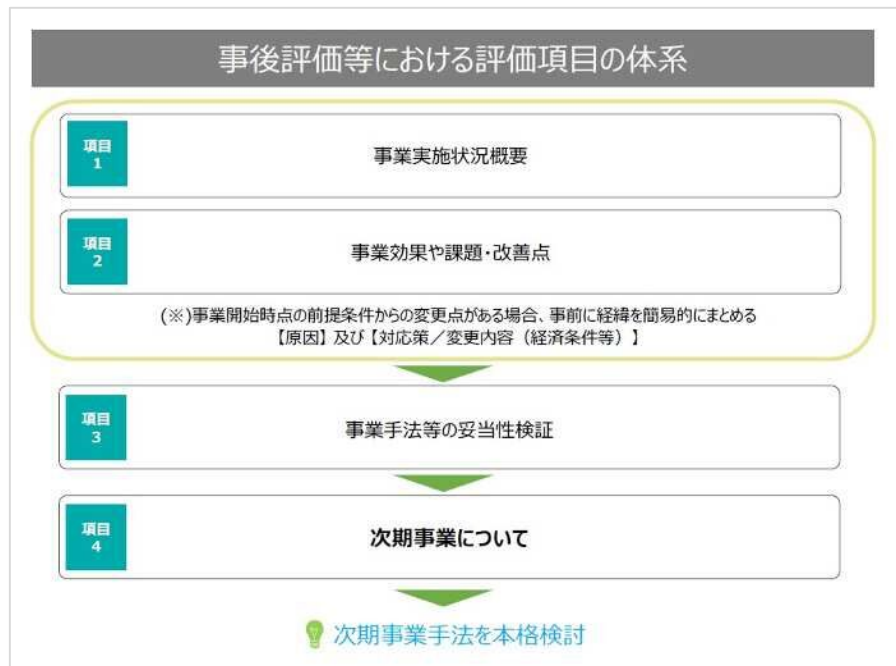 事後評価等における評価項目の体系
項目
1
事業実施状況概要
項目
2
事業効果や課題・改善点
(※)事業開始時点の前提条件からの変更点がある場合、事前に経緯を簡易的にまとめる
【原因】及び【対応策／変更内容（経済条件等）】
項目
3
事業手法等の妥当性検証
項目
4
次期事業について
次期事業手法を本格検討